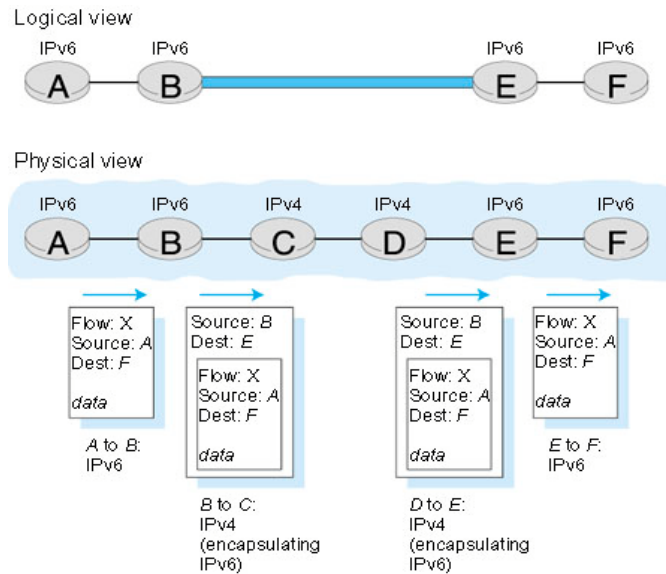 Logical view
IPv6 IPv6 IPv6 IPv6
A B E F
Physical view
IPv6 IPv6 IPv4 IPv4 IPv6 IPv6
A B C D E F
Flow: X
Source: A
Dest: F
data
A to B:
IPv6
Source: B
Dest: E
Flow: X
Source: A
Dest: F
data
B to C:
IPv4
(encapsulating
IPv6)
Source: B
Dest: E
Flow: X
Source: A
Dest: F
data
D to E:
IPv4
(encapsulating
IPv6)
Flow: X
Source: A
Dest: F
data
E to F:
IPv6